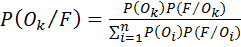 P(O_k/F) = \frac{P(O_k)P(F/O_k)}{\sum_{i=1}^{n} P(O_i)P(F/O_i)}